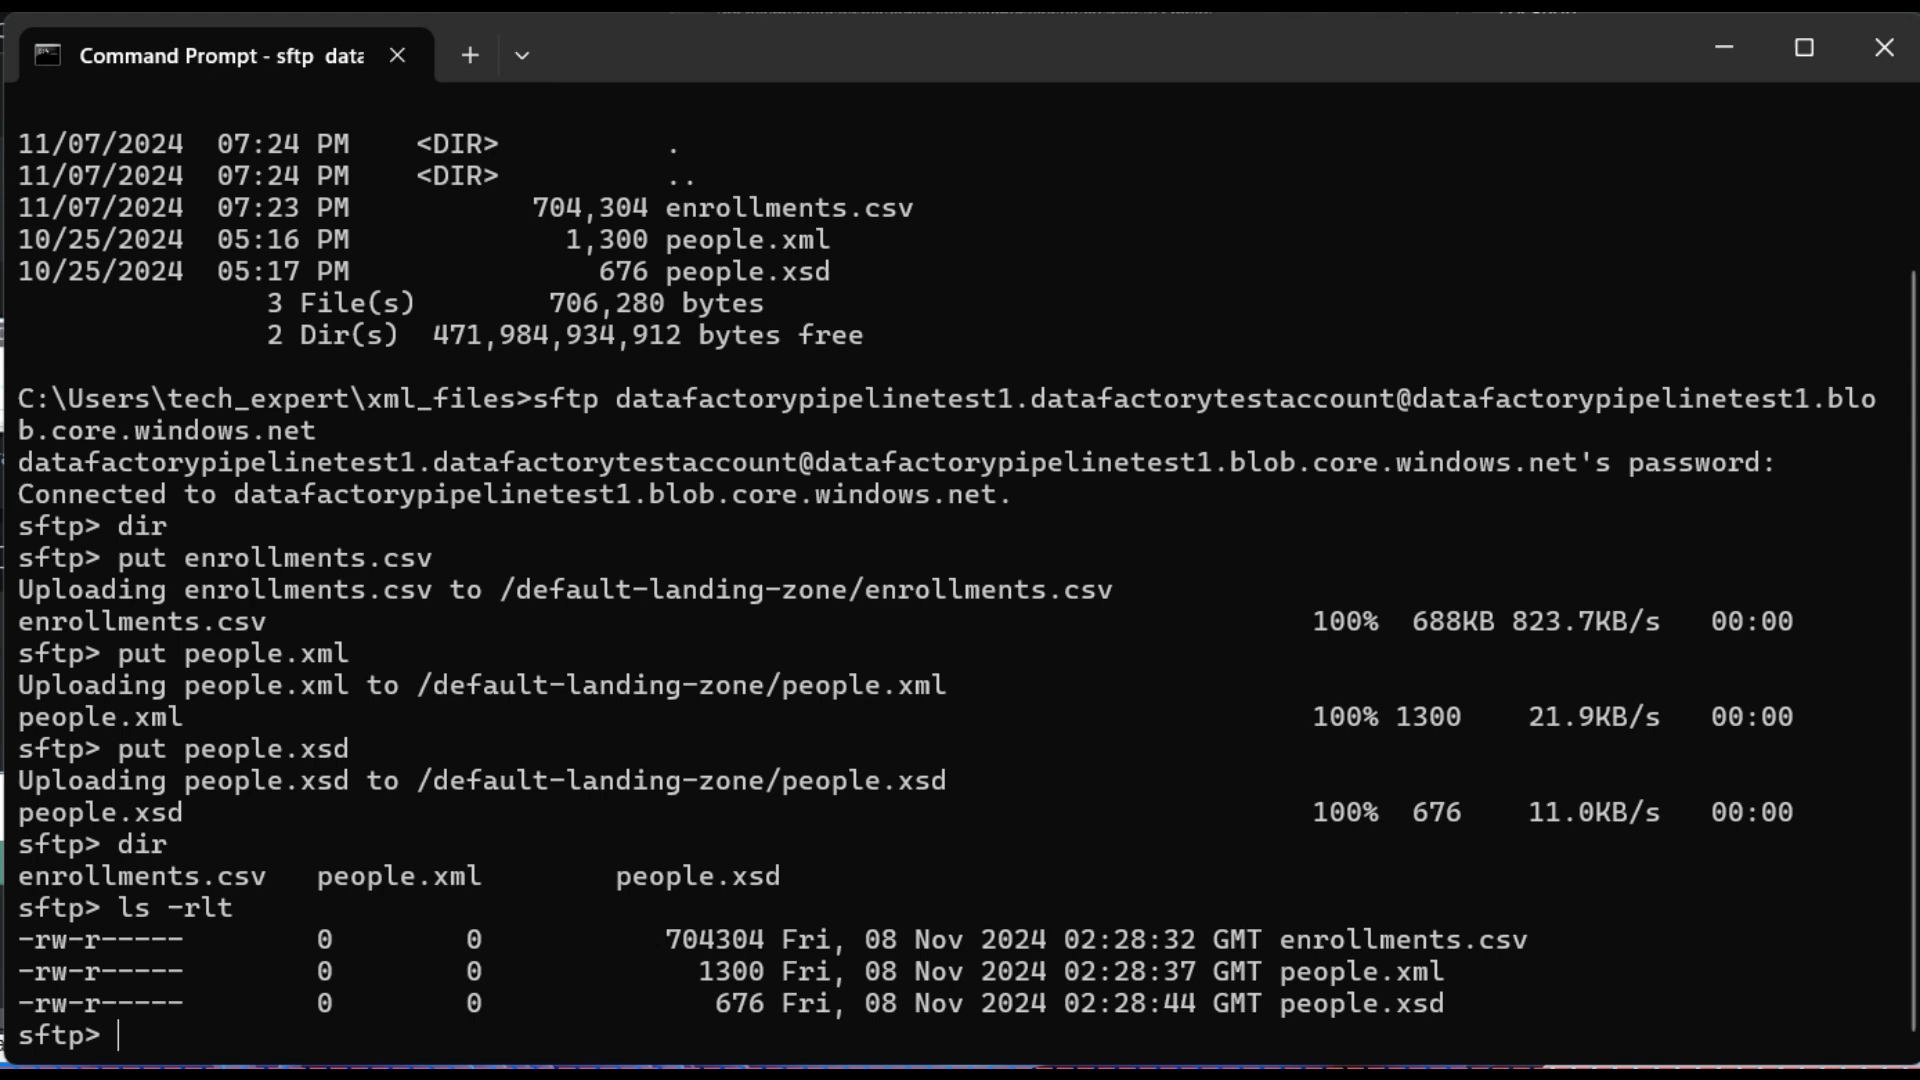 Command Prompt - sftp data
11/07/2024  07:24 PM    <DIR>          .
11/07/2024  07:24 PM    <DIR>          ..
11/07/2024  07:23 PM           704,304 enrollments.csv
10/25/2024  05:16 PM             1,300 people.xml
10/25/2024  05:17 PM               676 people.xsd
               3 File(s)        706,280 bytes
               2 Dir(s)  471,984,934,912 bytes free
C:\Users\tech_expert\xml_files>sftp datafactorypipelinetest1.datafactorytestaccount@datafactorypipelinetest1.blo
b.core.windows.net
datafactorypipelinetest1.datafactorytestaccount@datafactorypipelinetest1.blob.core.windows.net's password:
Connected to datafactorypipelinetest1.blob.core.windows.net.
sftp> dir
sftp> put enrollments.csv
Uploading enrollments.csv to /default-landing-zone/enrollments.csv
enrollments.csv                                                               100%  688KB 823.7KB/s   00:00
sftp> put people.xml
Uploading people.xml to /default-landing-zone/people.xml
people.xml                                                                    100% 1300    21.9KB/s   00:00
sftp> put people.xsd
Uploading people.xsd to /default-landing-zone/people.xsd
people.xsd                                                                    100%  676    11.0KB/s   00:00
sftp> dir
enrollments.csv   people.xml        people.xsd
sftp> ls -rlt
-rw-r-----        0        0           704304 Fri, 08 Nov 2024 02:28:32 GMT enrollments.csv
-rw-r-----        0        0             1300 Fri, 08 Nov 2024 02:28:37 GMT people.xml
-rw-r-----        0        0              676 Fri, 08 Nov 2024 02:28:44 GMT people.xsd
sftp>